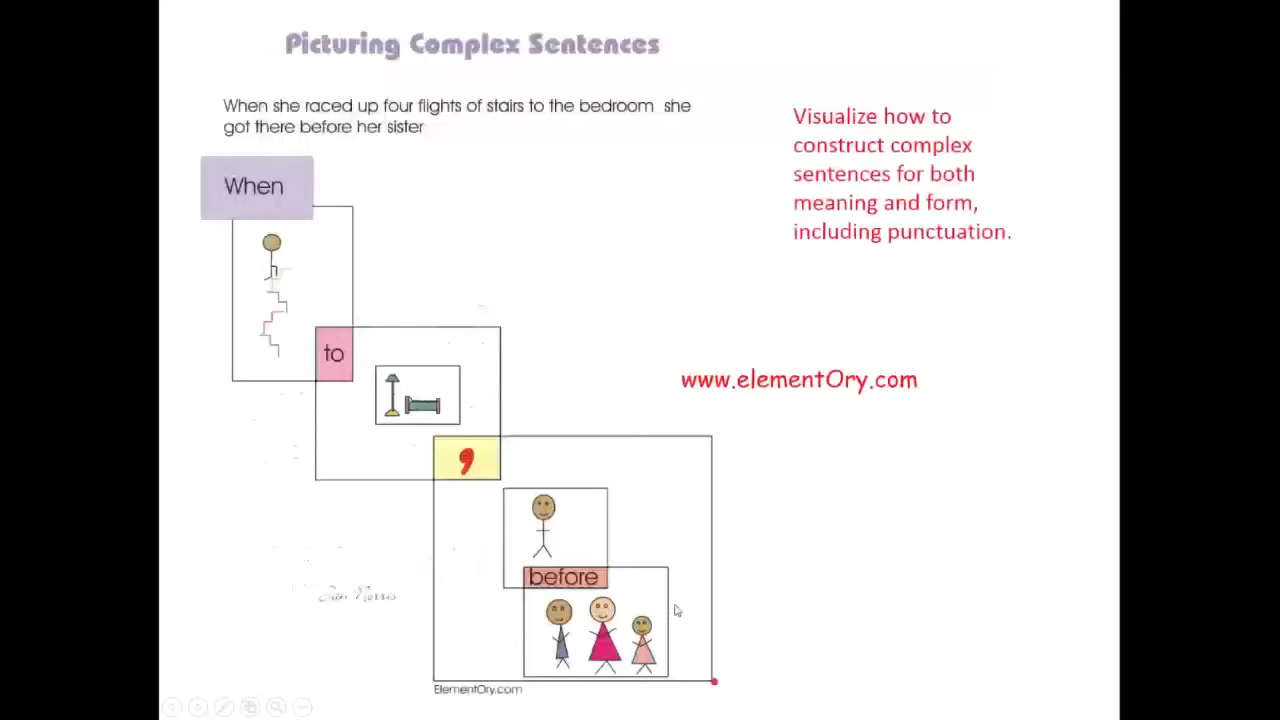 Picturing Complex Sentences
When she raced up four flights of stairs to the bedroom she
got there before her sister
Visualize how to
construct complex
sentences for both
meaning and form,
including punctuation.
When
to
www.elementOry.com
,
before
ElementOry.com